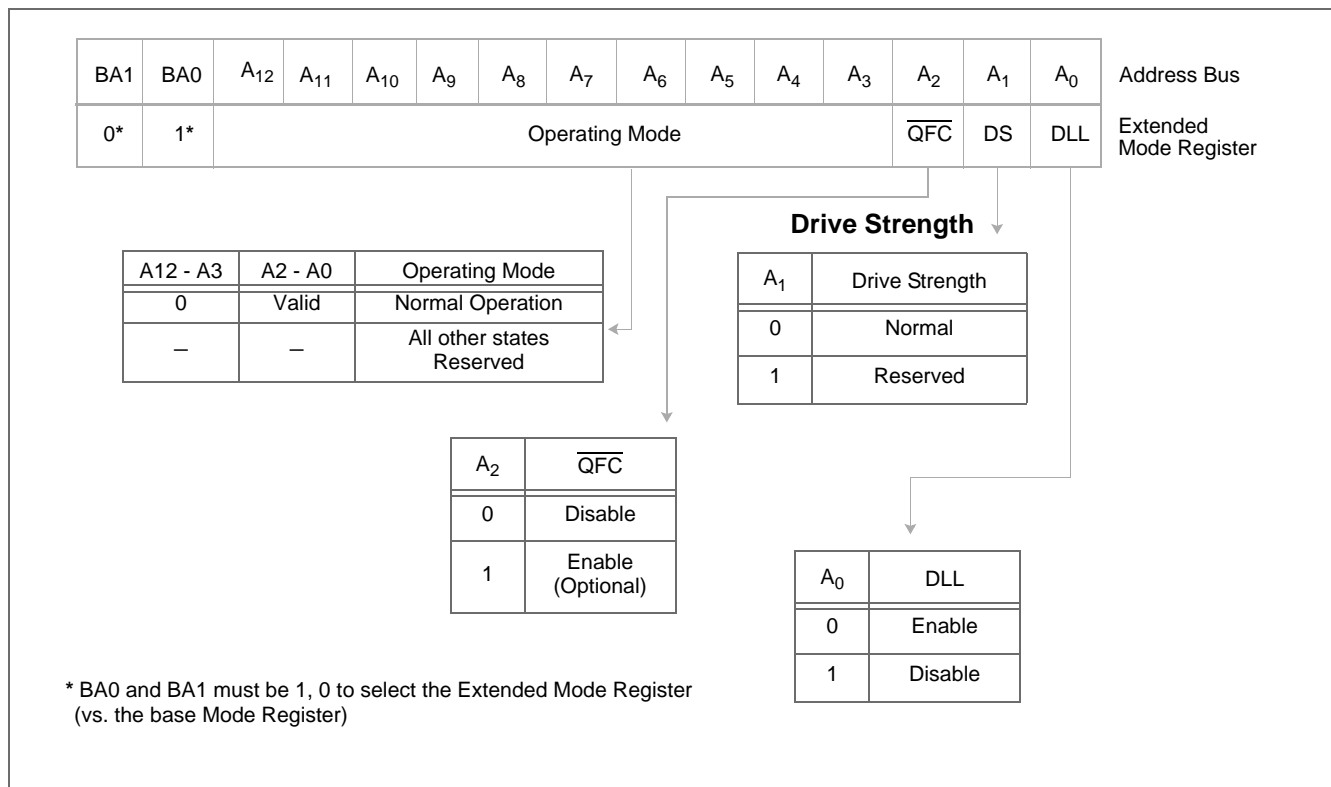 BA1 BA0 A12 A11 A10 A9 A8 A7 A6 A5 A4 A3 A2 A1 A0 Address Bus
0* 1* Operating Mode QFC DS DLL Extended
Mode Register
Drive Strength
A12 - A3 A2 - A0 Operating Mode
0 Valid Normal Operation
– – All other states
Reserved
A1 Drive Strength
0 Normal
1 Reserved
A2 QFC
0 Disable
1 Enable
(Optional)
A0 DLL
0 Enable
1 Disable
* BA0 and BA1 must be 1, 0 to select the Extended Mode Register
(vs. the base Mode Register)